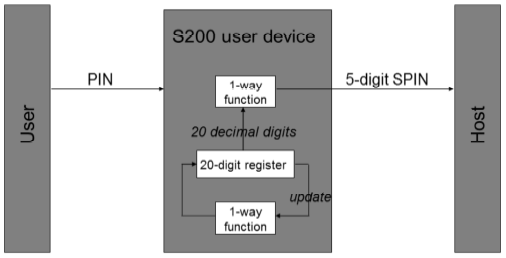 User
PIN
S200 user device
1-way
function
20 decimal digits
20-digit register
update
1-way
function
5-digit SPIN
Host